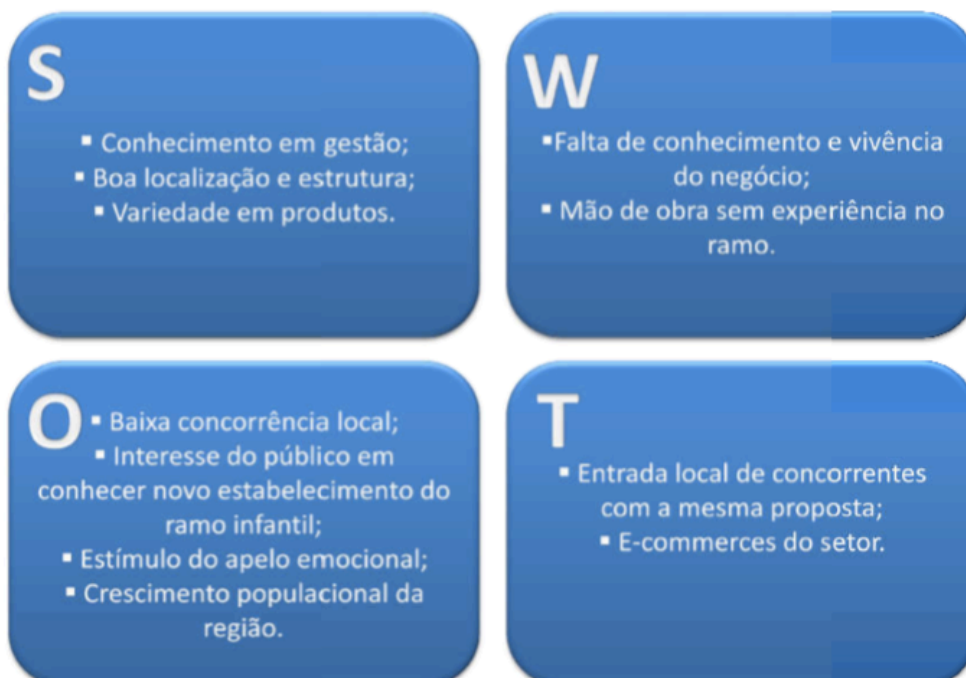 S
▪ Conhecimento em gestão;
▪ Boa localização e estrutura;
▪ Variedade em produtos.
W
▪Falta de conhecimento e vivência
do negócio;
▪ Mão de obra sem experiência no
ramo.
O
▪ Baixa concorrência local;
▪ Interesse do público em
conhecer novo estabelecimento do
ramo infantil;
▪ Estímulo do apelo emocional;
▪ Crescimento populacional da
região.
T
▪ Entrada local de concorrentes
com a mesma proposta;
▪ E-commerces do setor.